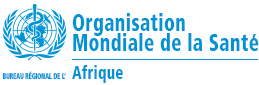 Organisation
Mondiale de la Santé
BUREAU RÉGIONAL DE L'
Afrique